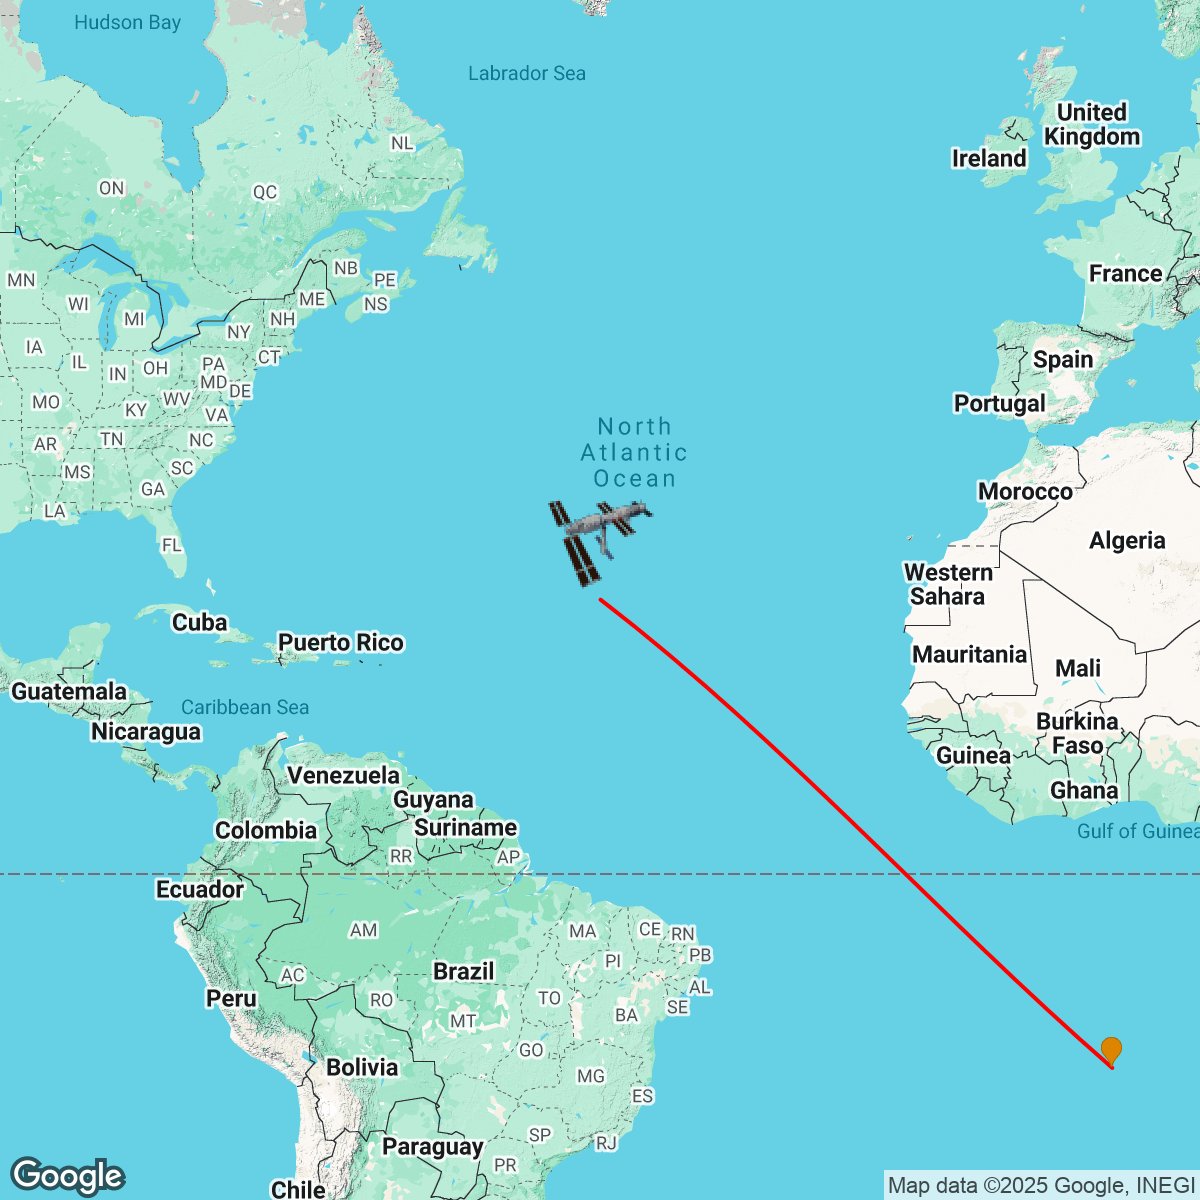 Hudson Bay
Labrador Sea
United
Kingdom
Ireland
NL
ON
QC
NB
PE
MN
WI
ME
NS
France
MI
NH
NY
IA
IL
IN
OH
PA
CT
Spain
MD
DE
MO
KY
WV
VA
Portugal
AR
TN
NC
North
Atlantic
Ocean
MS
SC
GA
Morocco
LA
FL
Algeria
Western
Sahara
Cuba
Puerto Rico
Mauritania
Mali
Guatemala
Caribbean Sea
Nicaragua
Burkina
Faso
Guinea
Venezuela
Ghana
Guyana
Colombia
Suriname
Gulf of Guinea
RR
AP
Ecuador
AM
MA
CE
RN
PB
PI
AC
Brazil
AL
Peru
RO
TO
SE
MT
BA
GO
Bolivia
MG
ES
SP
RJ
Paraguay
PR
Chile
Google
Map data ©2025 Google, INEGI